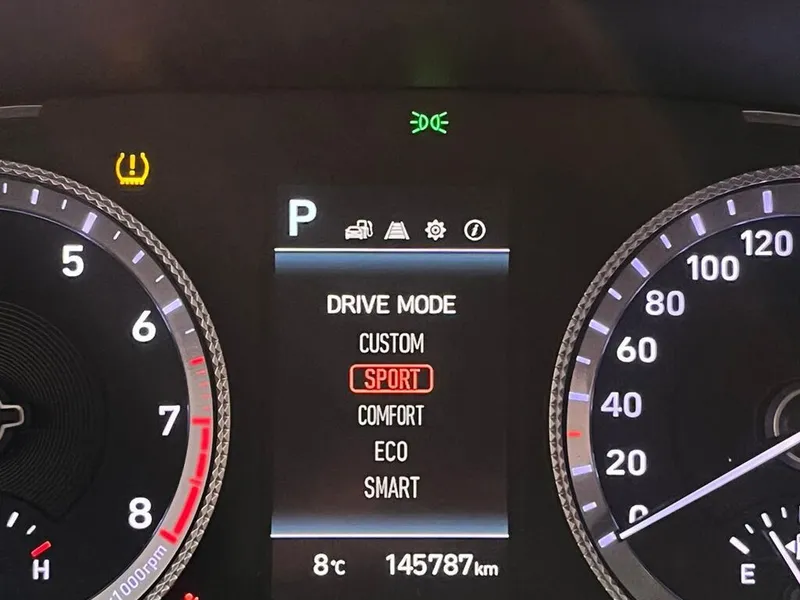 P
DRIVE MODE
CUSTOM
SPORT
COMFORT
ECO
SMART
8°C 145787km
5
6
7
8
x1000rpm
H
120
100
80
60
40
20
0
E